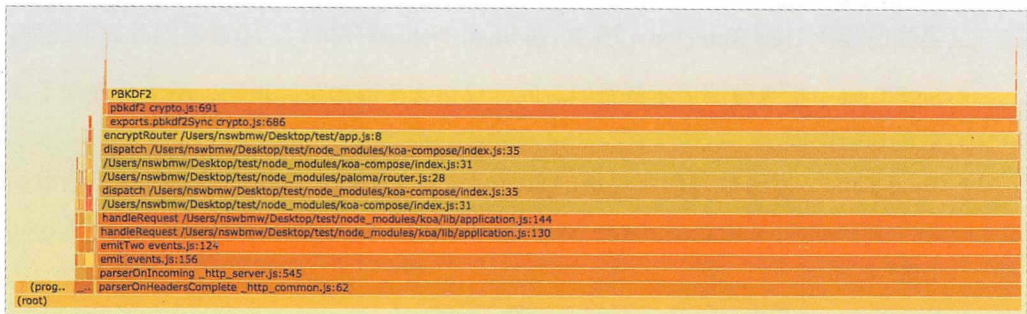 PBKDF2
pbkdf2 crypto.js:691
exports.pbkdf2Sync crypto.js:686
encryptRouter /Users/nswbmw/Desktop/test/app.js:8
dispatch /Users/nswbmw/Desktop/test/node_modules/koa-compose/index.js:35
/Users/nswbmw/Desktop/test/node_modules/koa-compose/index.js:31
/Users/nswbmw/Desktop/test/node_modules/paloma/router.js:28
dispatch /Users/nswbmw/Desktop/test/node_modules/koa-compose/index.js:35
/Users/nswbmw/Desktop/test/node_modules/koa-compose/index.js:31
handleRequest /Users/nswbmw/Desktop/test/node_modules/koa/lib/application.js:144
handleRequest /Users/nswbmw/Desktop/test/node_modules/koa/lib/application.js:130
emitTwo events.js:124
emit events.js:156
parserOnIncoming _http_server.js:545
(prog.. _.. parserOnHeadersComplete _http_common.js:62
(root)